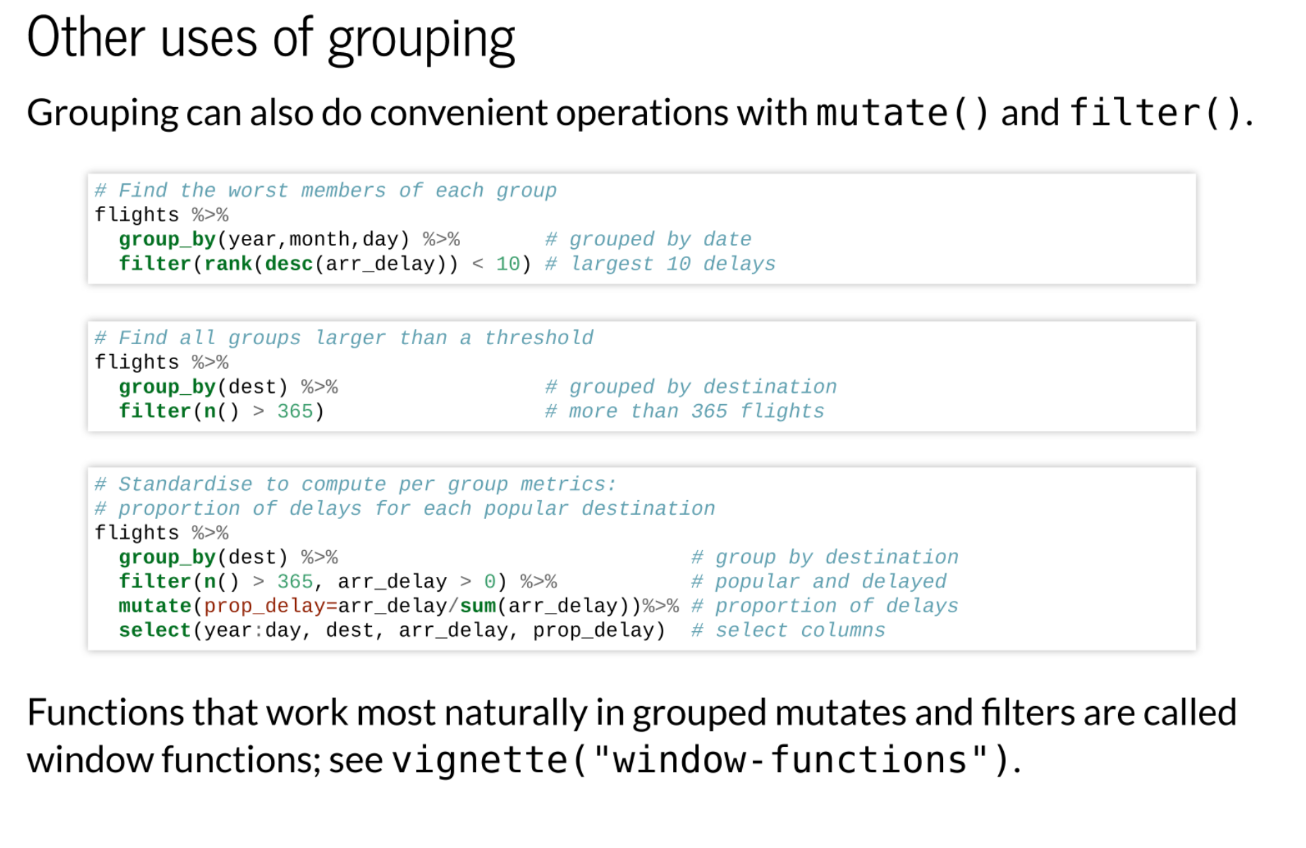 Other uses of grouping
Grouping can also do convenient operations with mutate() and filter().
# Find the worst members of each group
flights %>%
  group_by(year,month,day) %>%       # grouped by date
  filter(rank(desc(arr_delay)) < 10) # largest 10 delays
# Find all groups larger than a threshold
flights %>%
  group_by(dest) %>%                 # grouped by destination
  filter(n() > 365)                  # more than 365 flights
# Standardise to compute per group metrics:
# proportion of delays for each popular destination
flights %>%
  group_by(dest) %>%                             # group by destination
  filter(n() > 365, arr_delay > 0) %>%           # popular and delayed
  mutate(prop_delay=arr_delay/sum(arr_delay))%>% # proportion of delays
  select(year:day, dest, arr_delay, prop_delay)  # select columns
Functions that work most naturally in grouped mutates and filters are called
window functions; see vignette("window-functions").